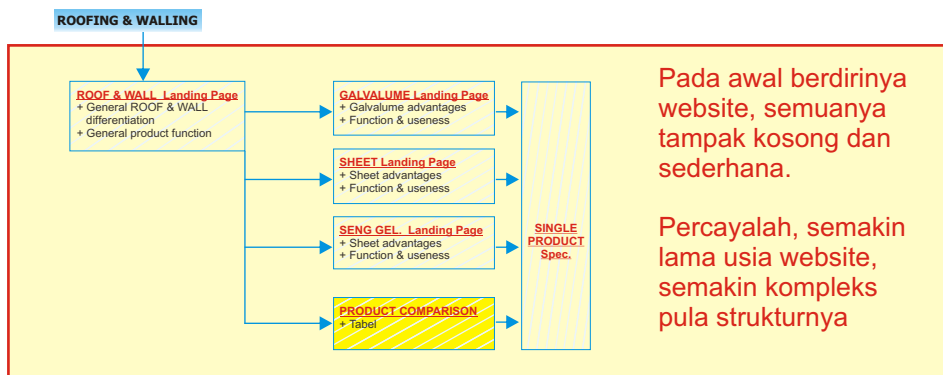 ROOFING & WALLING
ROOF & WALL Landing Page
+ General ROOF & WALL
differentiation
+ General product function
GALVALUME Landing Page
+ Galvalume advantages
+ Function & useness
SHEET Landing Page
+ Sheet advantages
+ Function & useness
SENG GEL. Landing Page
+ Sheet advantages
+ Function & useness
PRODUCT COMPARISON
+ Tabel
SINGLE
PRODUCT
Spec.
Pada awal berdirinya
website, semuanya
tampak kosong dan
sederhana.
Percayalah, semakin
lama usia website,
semakin kompleks
pula strukturnya